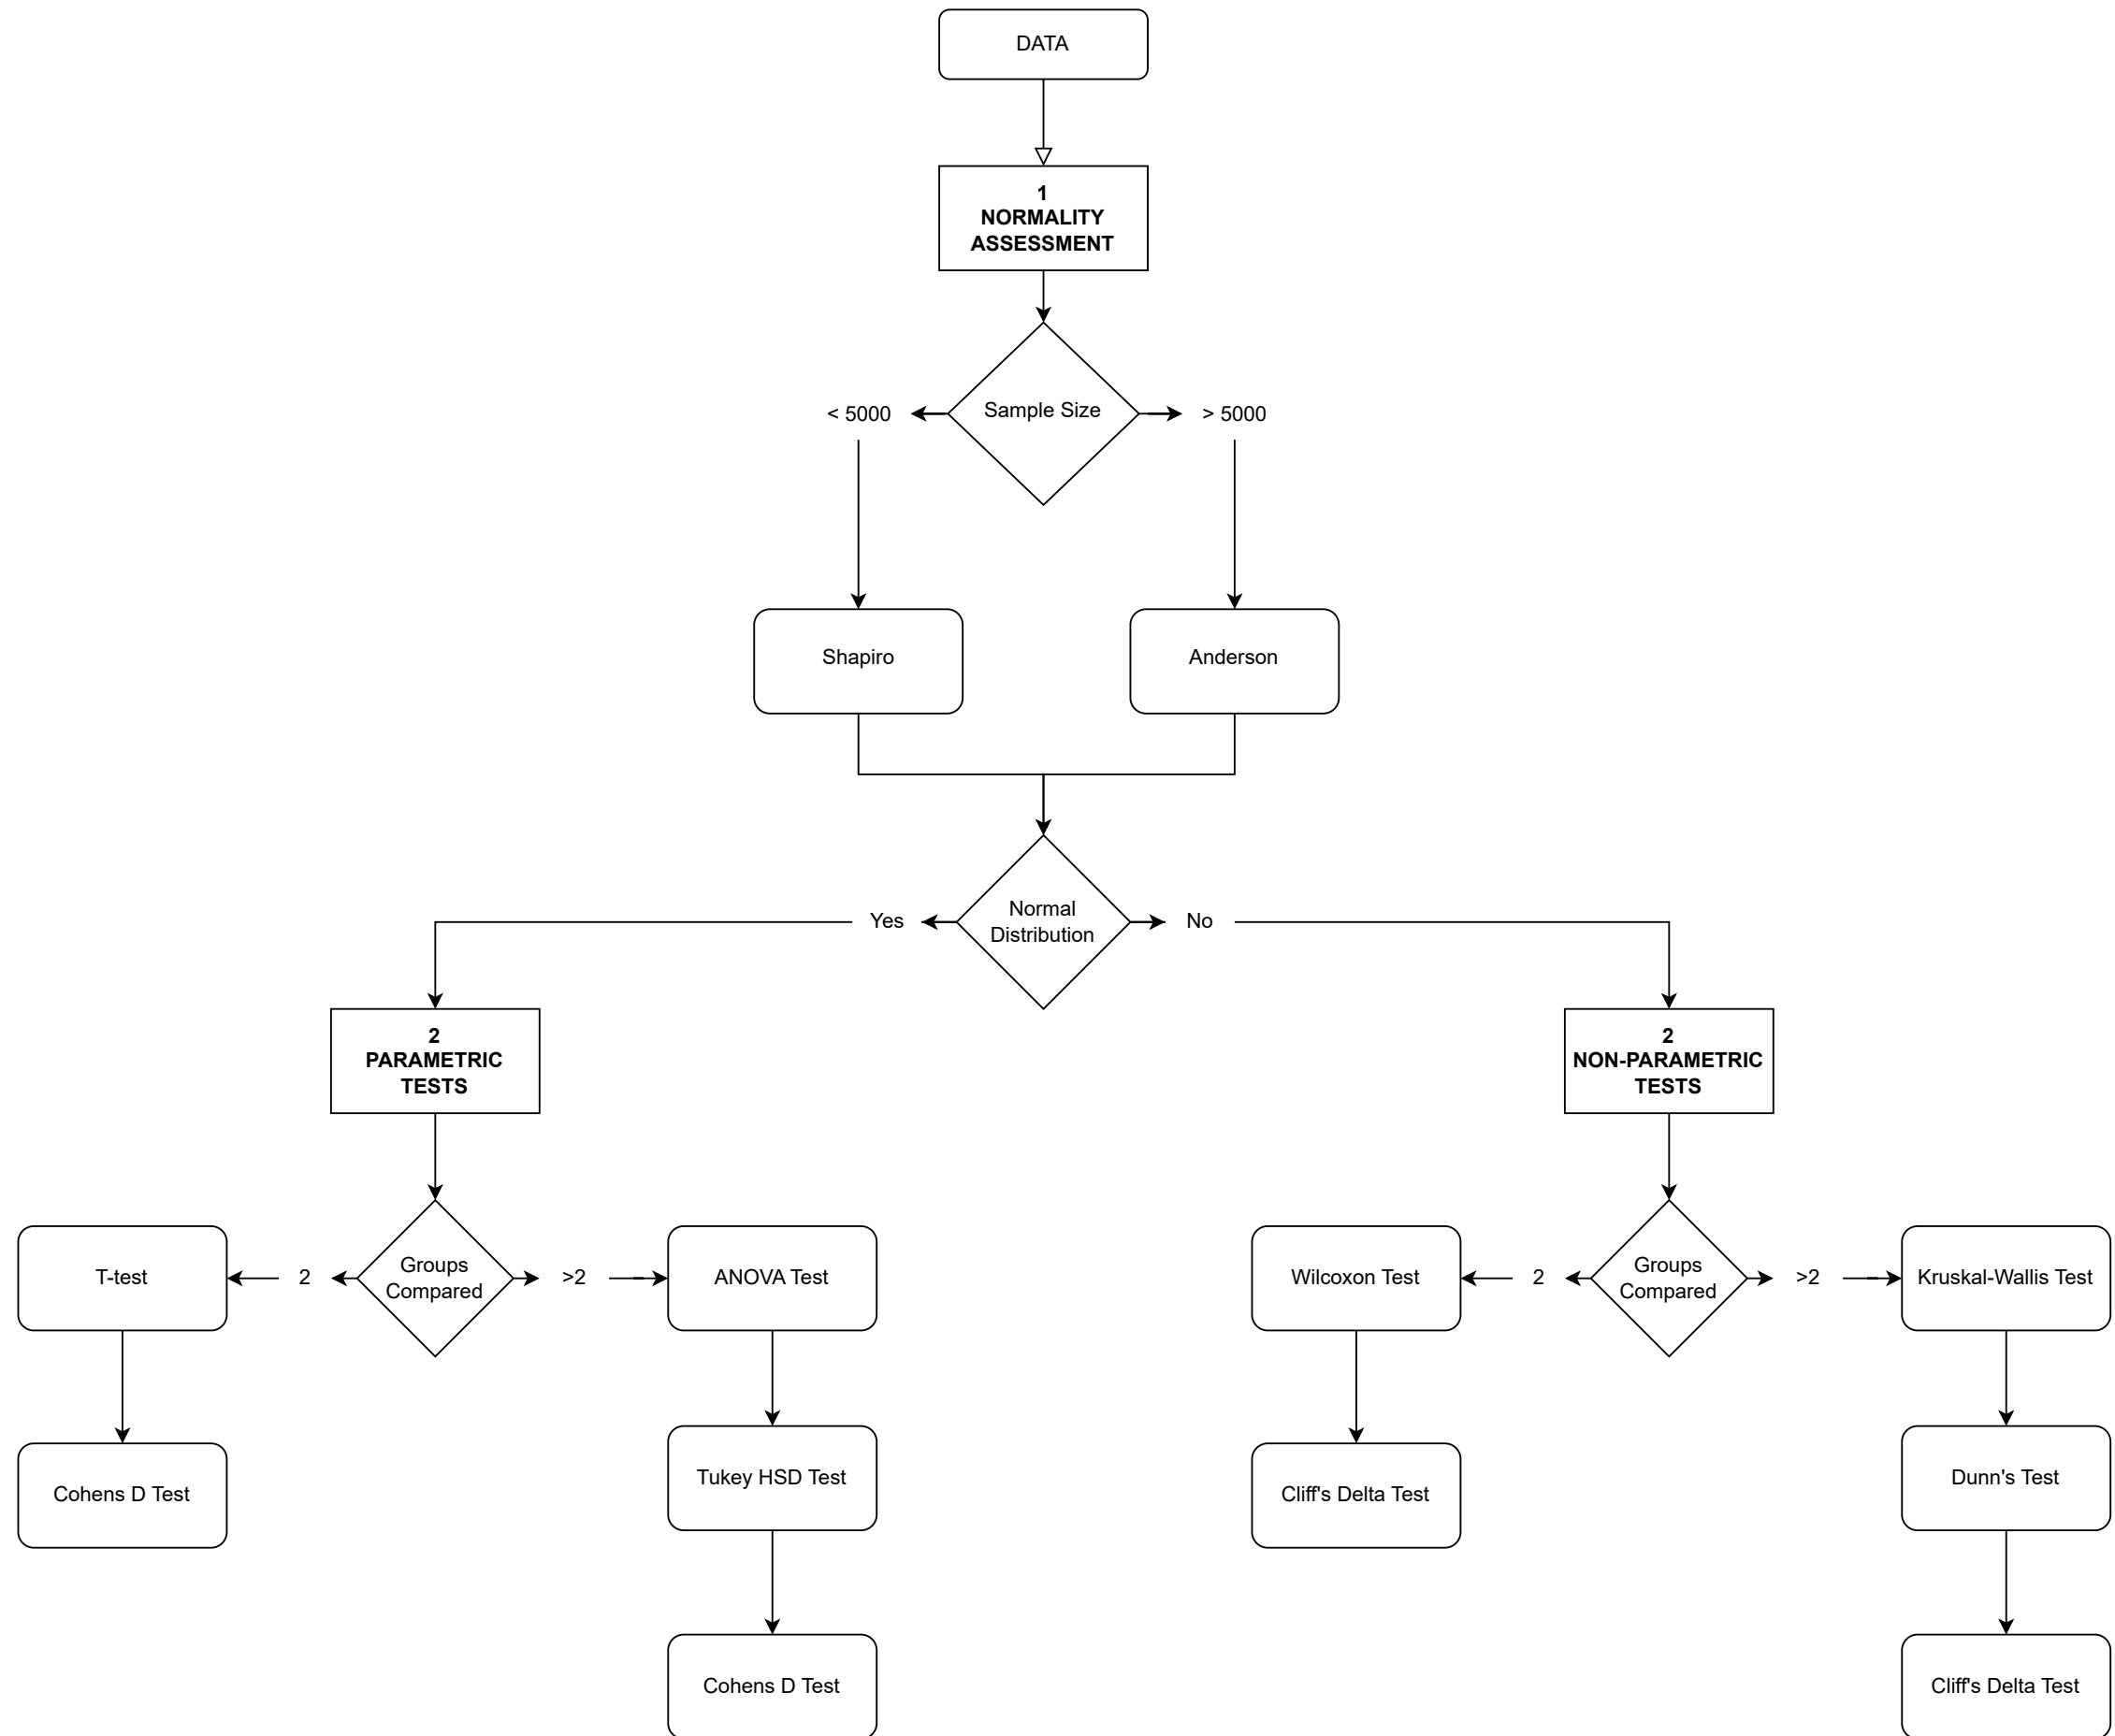 DATA
1
NORMALITY
ASSESSMENT
Sample Size
< 5000
> 5000
Shapiro
Anderson
Normal
Distribution
Yes
No
2
PARAMETRIC
TESTS
2
NON-PARAMETRIC
TESTS
T-test
2
Groups
Compared
>2
ANOVA Test
Wilcoxon Test
2
Groups
Compared
>2
Kruskal-Wallis Test
Cohens D Test
Tukey HSD Test
Cliff's Delta Test
Dunn's Test
Cohens D Test
Cliff's Delta Test